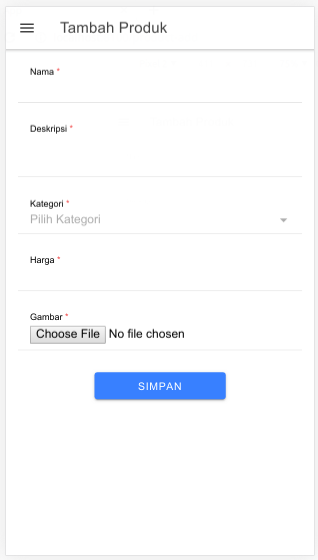 Tambah Produk
Nama *
Deskripsi *
Kategori *
Pilih Kategori
Harga *
Gambar *
Choose File No file chosen
SIMPAN